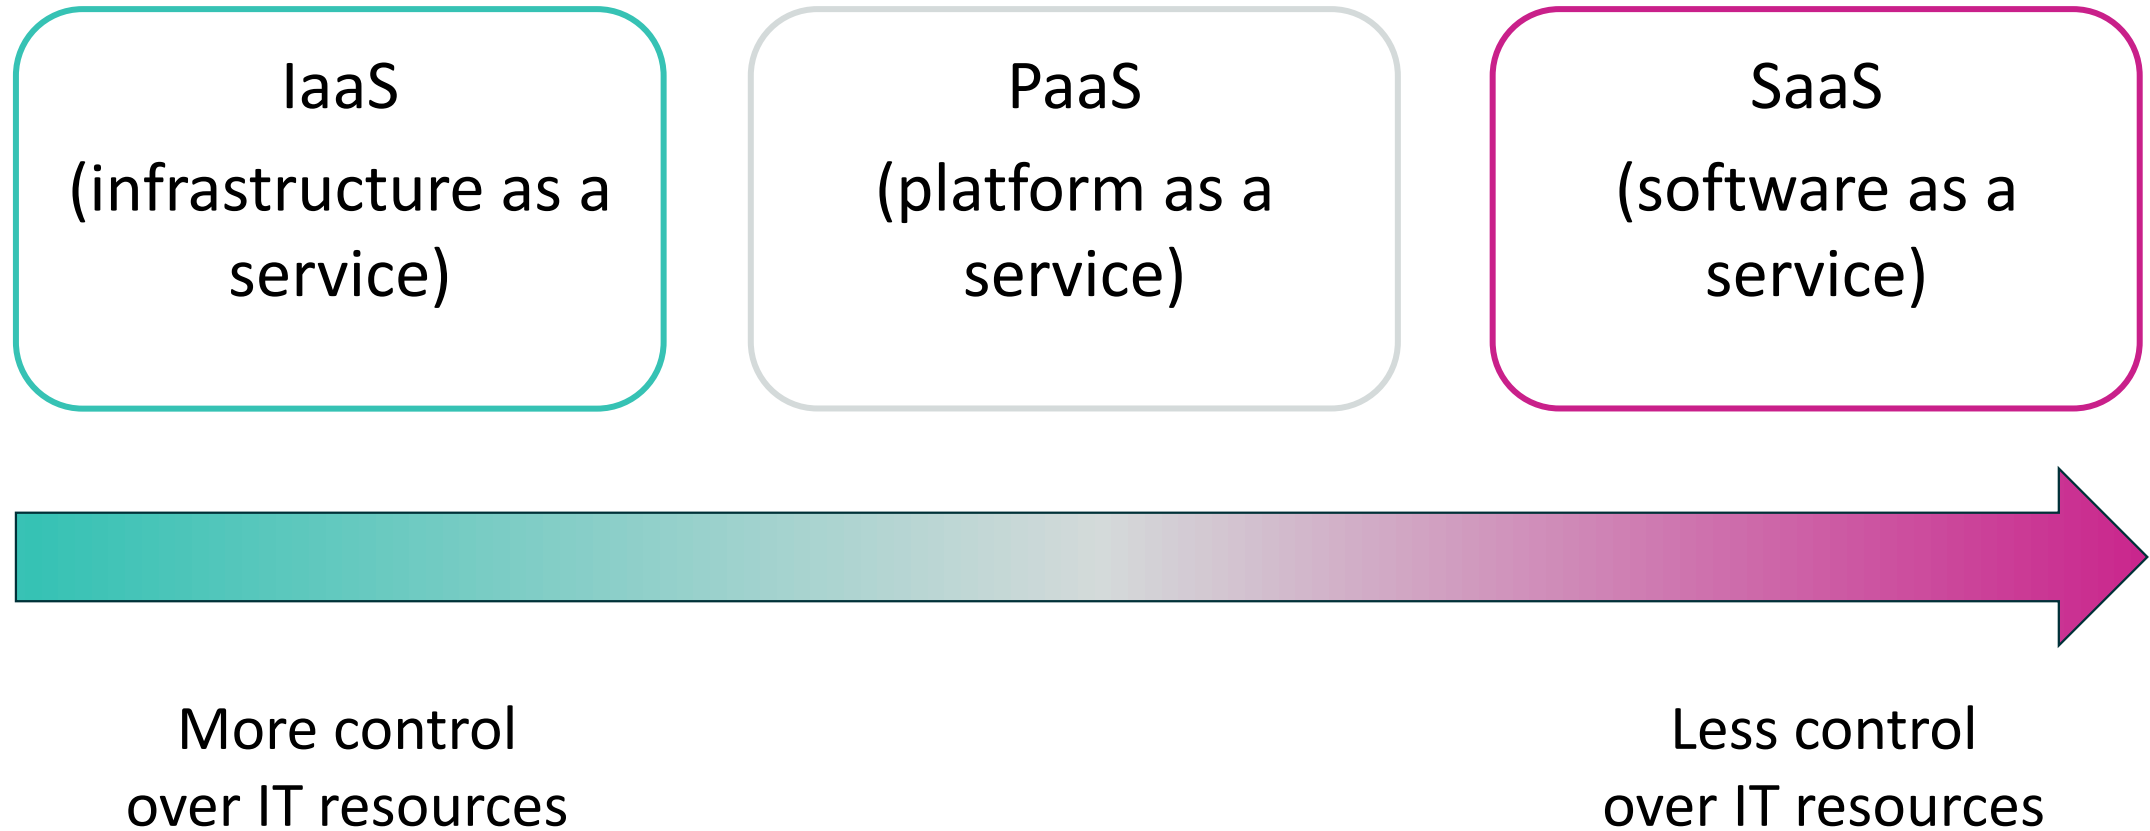 IaaS
(infrastructure as a
service)
PaaS
(platform as a
service)
SaaS
(software as a
service)
More control
over IT resources
Less control
over IT resources